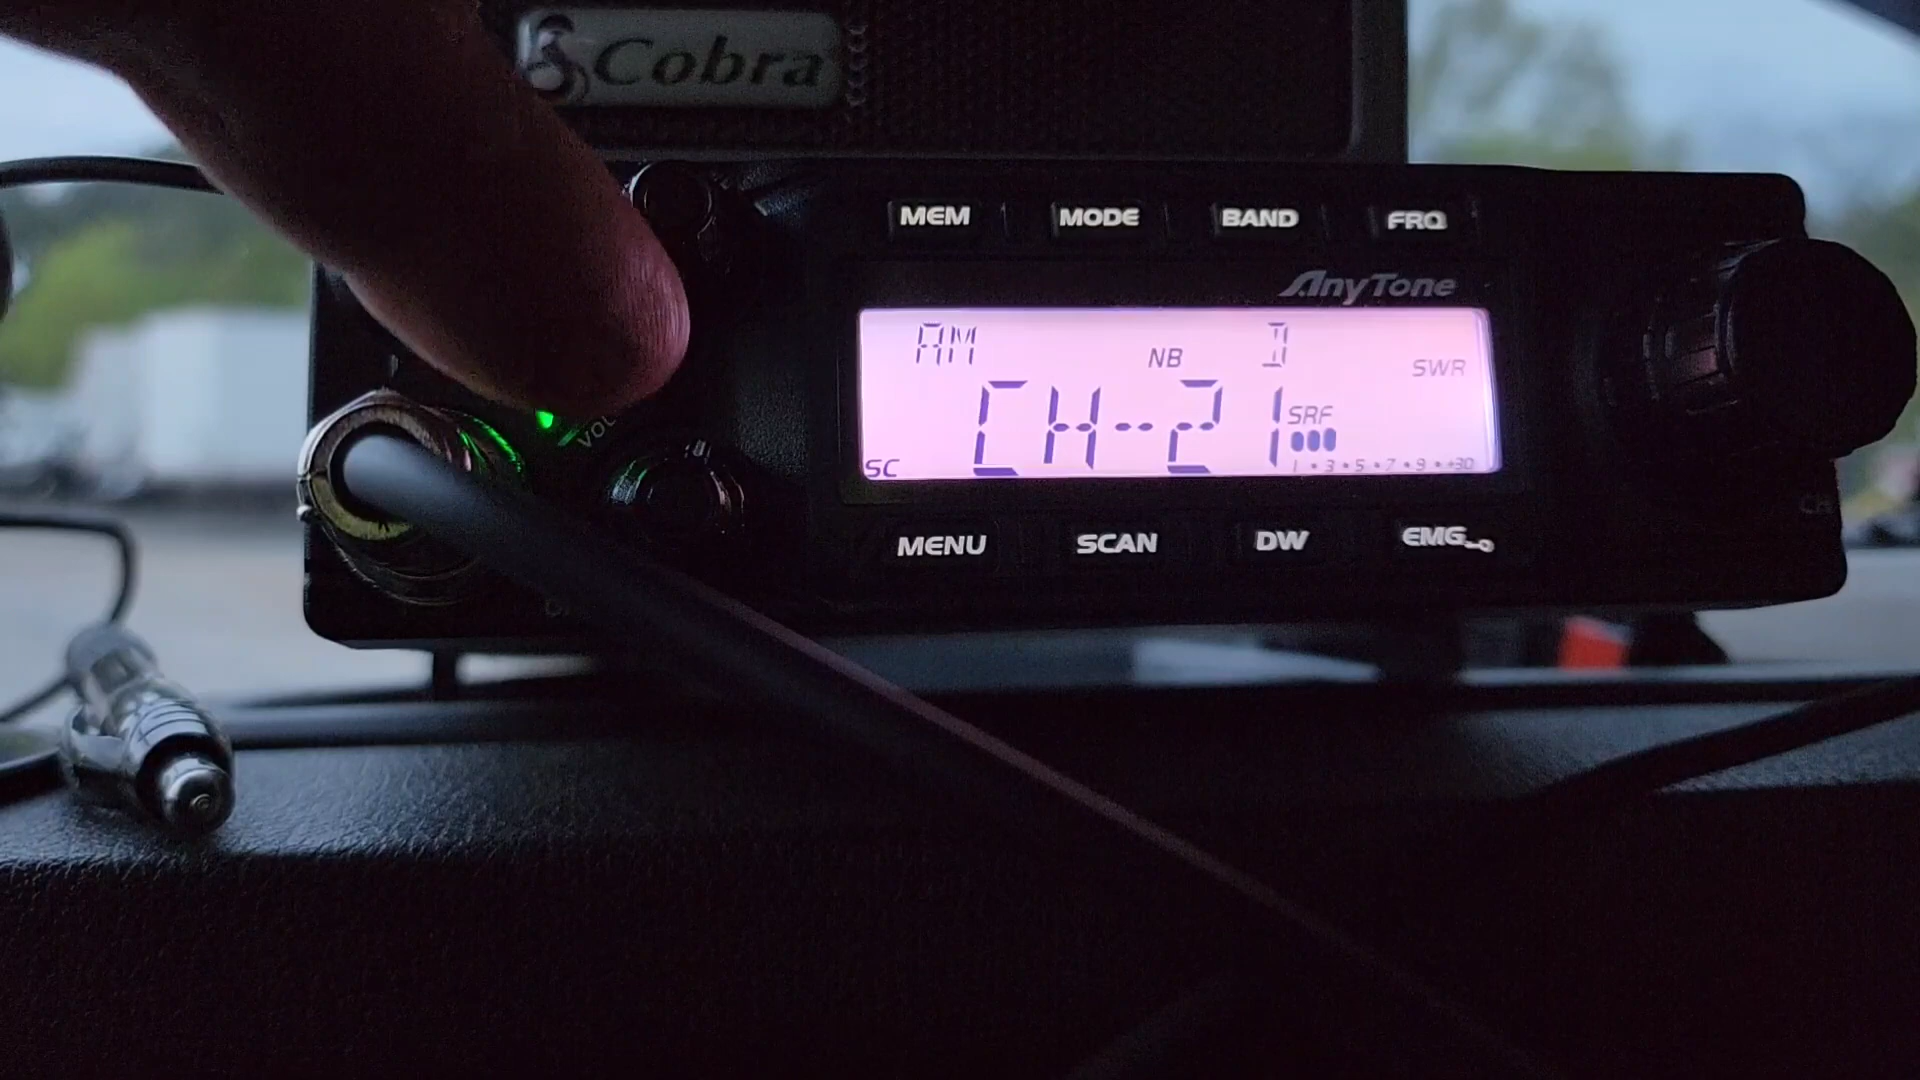 Cobra
MEM MODE BAND FRQ
AnyTone
AM NB D SWR
CH--21 SRF
SC 1 • 3 • 5 • 7 • 9 • +30
VOL
MENU SCAN DW EMG